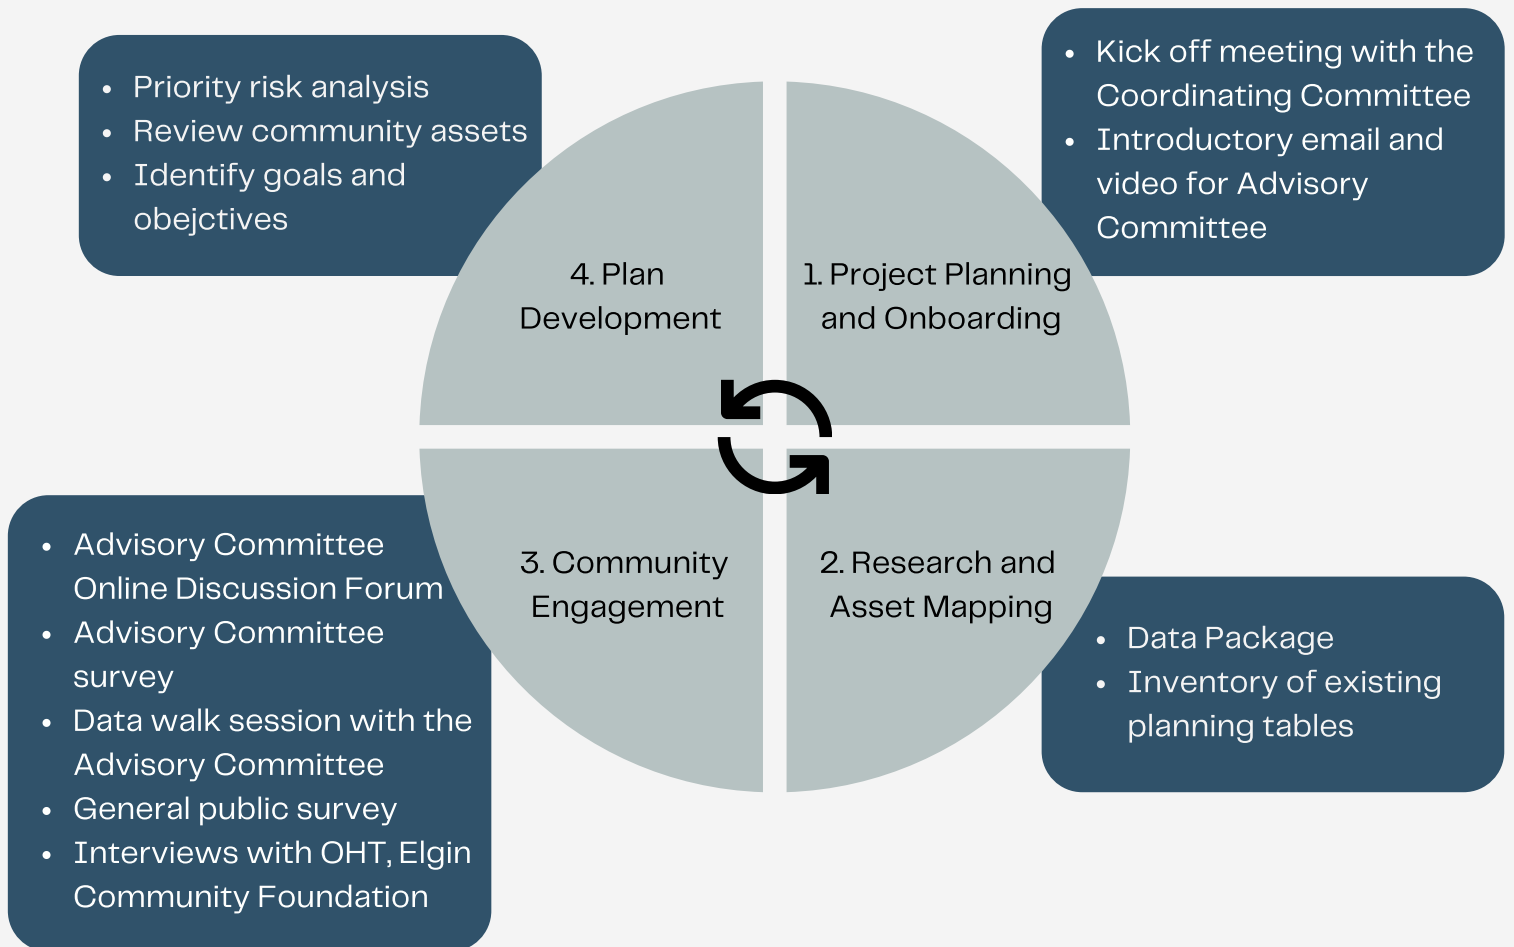 • Priority risk analysis
• Review community assets
• Identify goals and
obejctives
• Kick off meeting with the
Coordinating Committee
• Introductory email and
video for Advisory
Committee
4. Plan
Development
1. Project Planning
and Onboarding
3. Community
Engagement
2. Research and
Asset Mapping
• Advisory Committee
Online Discussion Forum
• Advisory Committee
survey
• Data walk session with the
Advisory Committee
• General public survey
• Interviews with OHT, Elgin
Community Foundation
• Data Package
• Inventory of existing
planning tables